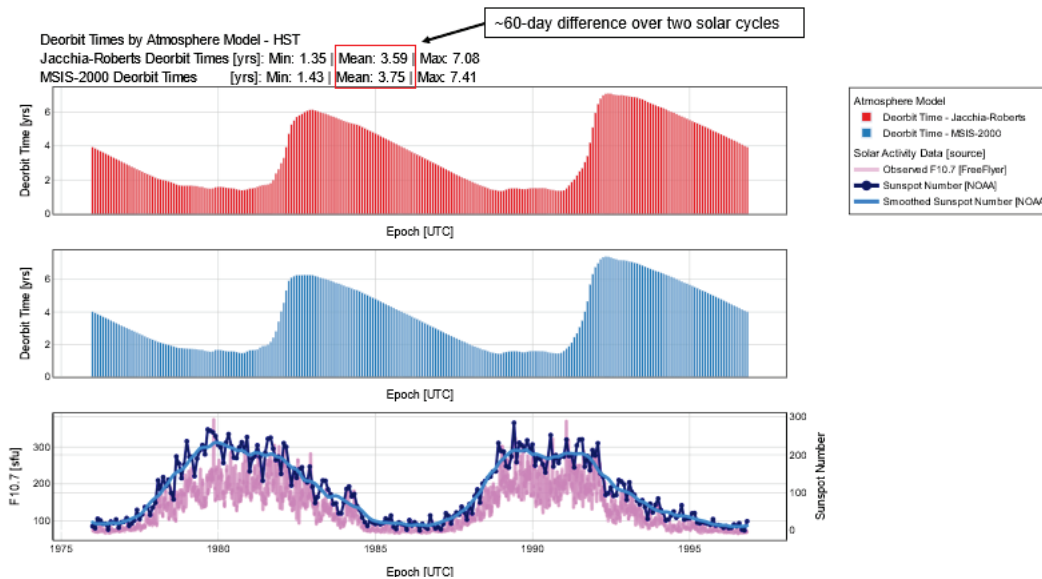 ~60-day difference over two solar cycles
Deorbit Times by Atmosphere Model - HST
Jacchia-Roberts Deorbit Times [yrs]: Min: 1.35 | Mean: 3.59 | Max: 7.08
MSIS-2000 Deorbit Times [yrs]: Min: 1.43 | Mean: 3.75 | Max: 7.41
Deorbit Time [yrs]
6
4
2
0
Epoch [UTC]
Atmosphere Model
Deorbit Time - Jacchia-Roberts
Deorbit Time - MSIS-2000
Solar Activity Data [source]
Observed F10.7 [FreeFlyer]
Sunspot Number [NOAA]
Smoothed Sunspot Number [NOAA
Deorbit Time [yrs]
6
4
2
0
Epoch [UTC]
F10.7 [sfu]
300
200
100
300
200
100
0
Sunspot Number
1975 1980 1985 1990 1995
Epoch [UTC]